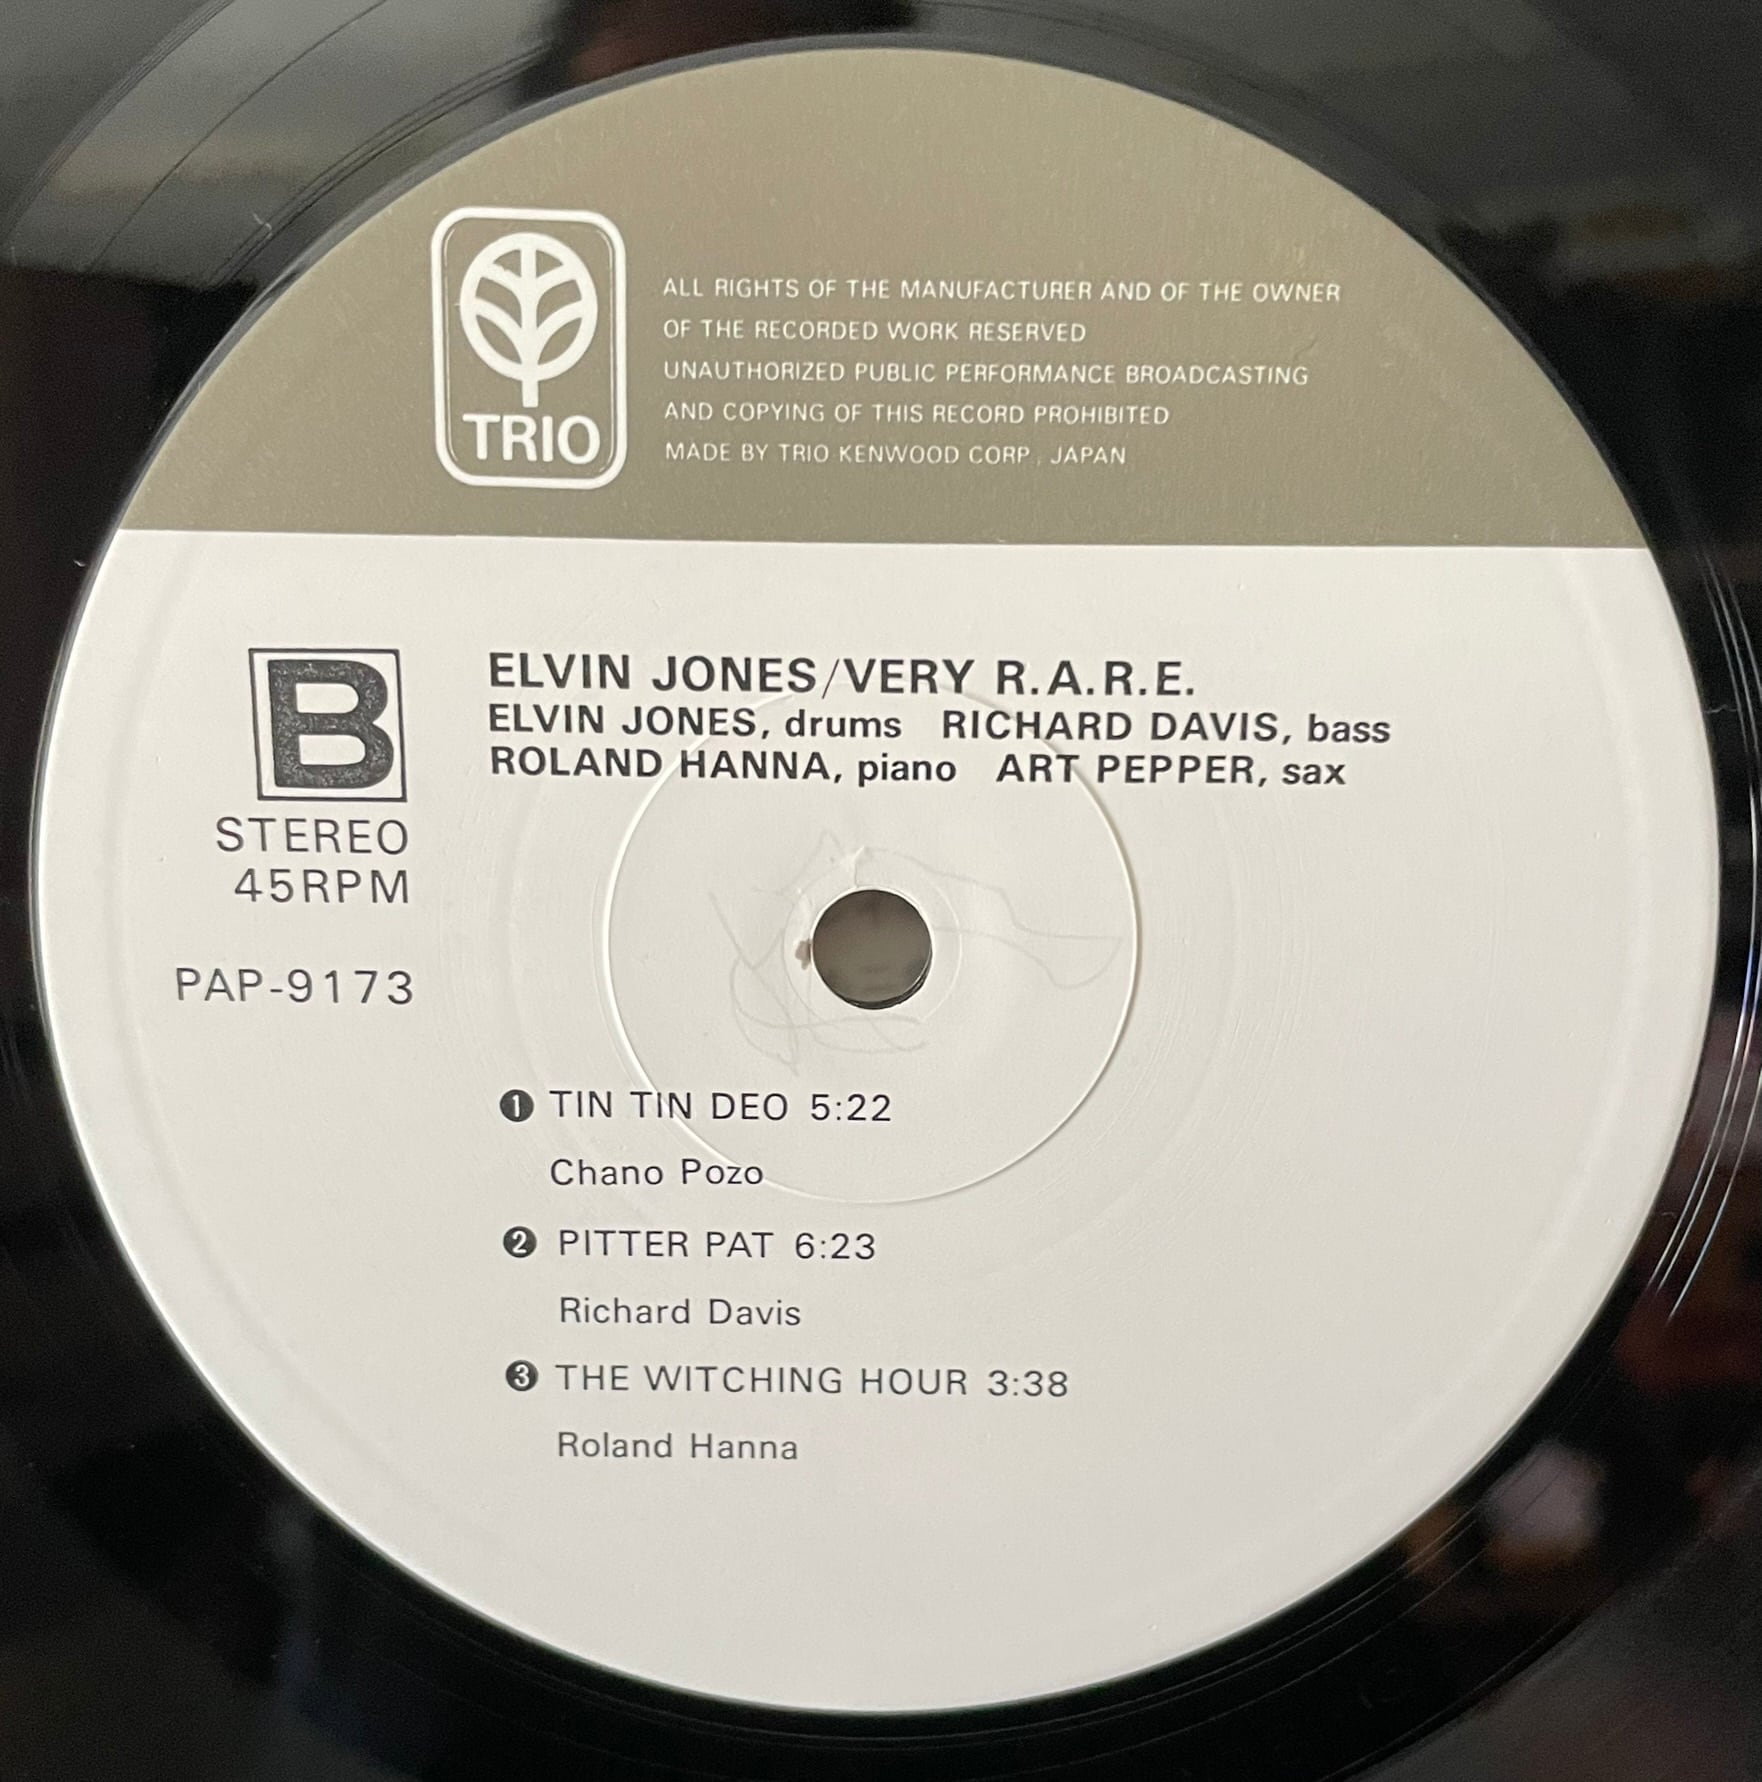 TRIO
ALL RIGHTS OF THE MANUFACTURER AND OF THE OWNER
OF THE RECORDED WORK RESERVED
UNAUTHORIZED PUBLIC PERFORMANCE BROADCASTING
AND COPYING OF THIS RECORD PROHIBITED
MADE BY TRIO KENWOOD CORP., JAPAN
B
STEREO
45RPM
PAP-9173
ELVIN JONES/VERY R.A.R.E.
ELVIN JONES, drums RICHARD DAVIS, bass
ROLAND HANNA, piano ART PEPPER, sax
❶ TIN TIN DEO 5:22
Chano Pozo
❷ PITTER PAT 6:23
Richard Davis
❸ THE WITCHING HOUR 3:38
Roland Hanna